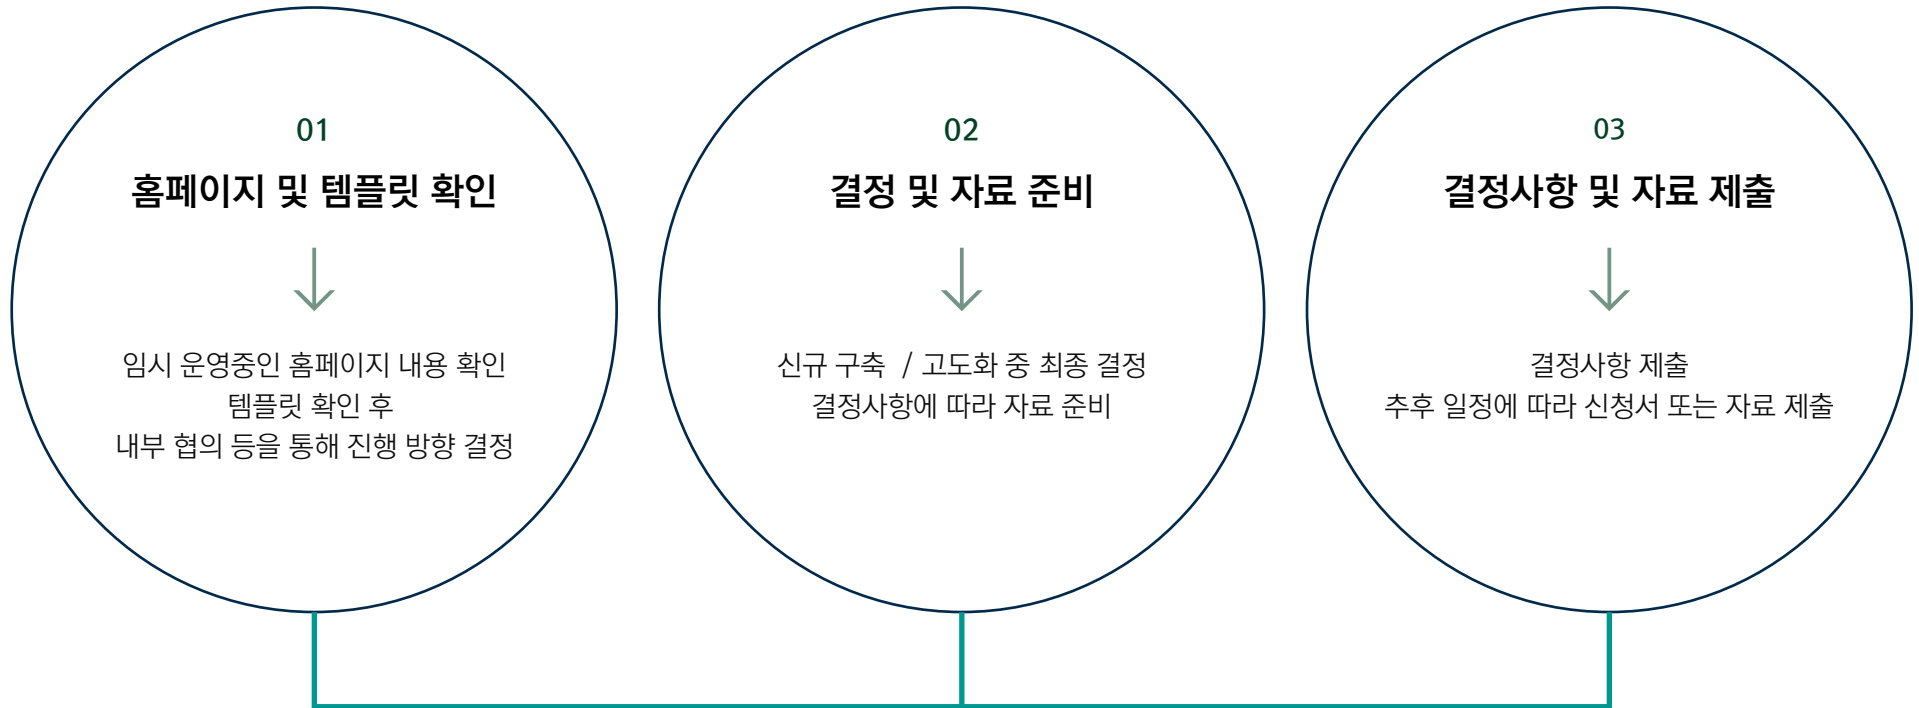 01
홈페이지 및 템플릿 확인
임시 운영중인 홈페이지 내용 확인
템플릿 확인 후
내부 협의 등을 통해 진행 방향 결정
02
결정 및 자료 준비
신규 구축 / 고도화 중 최종 결정
결정사항에 따라 자료 준비
03
결정사항 및 자료 제출
결정사항 제출
추후 일정에 따라 신청서 또는 자료 제출